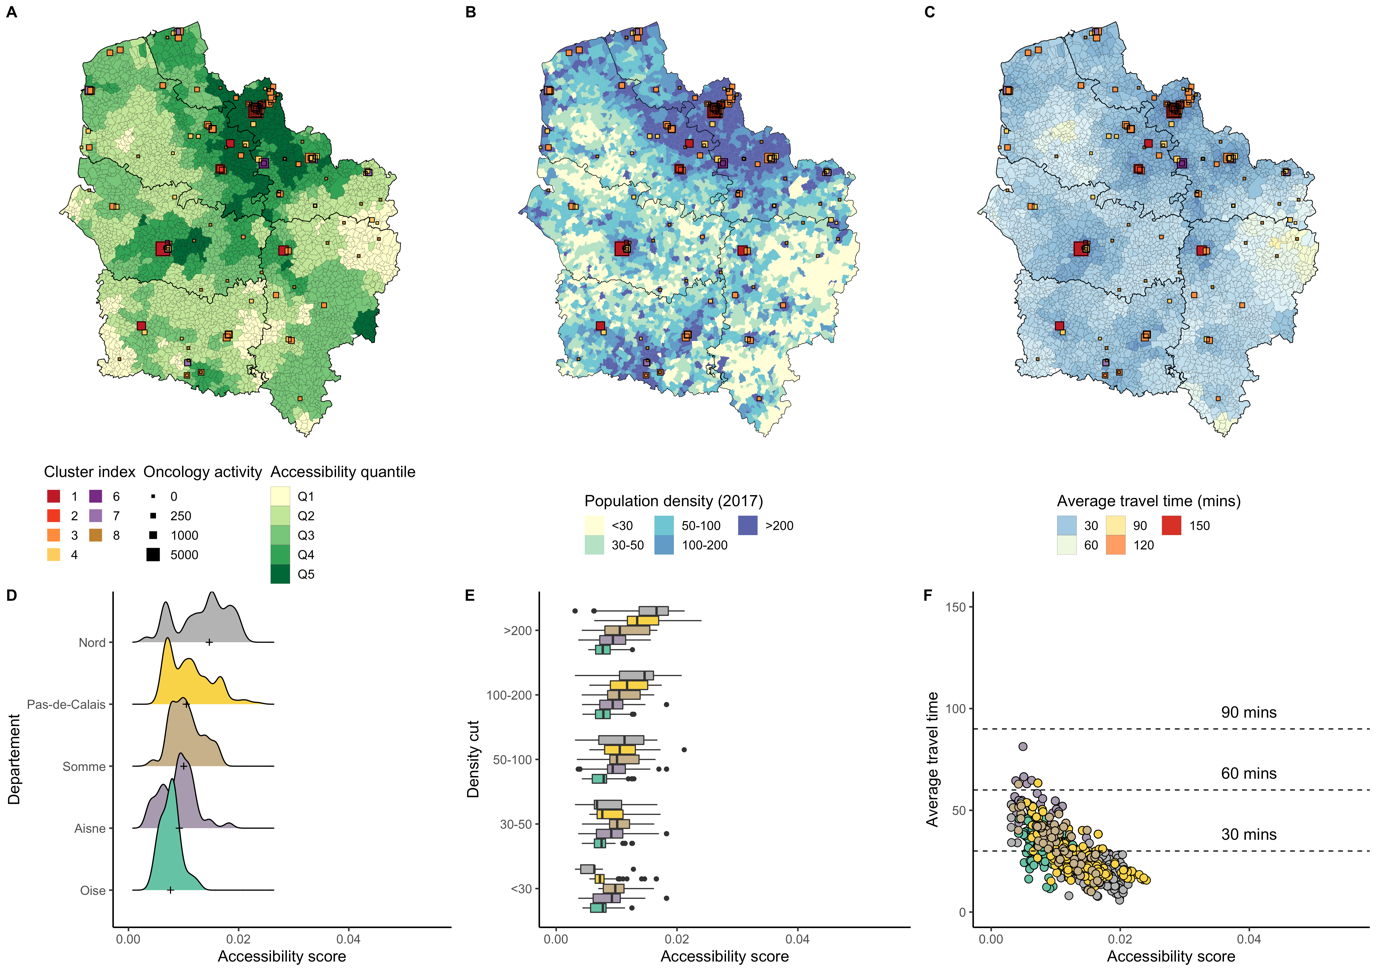 A
B
C
Cluster index
1
6
2
7
3
8
4
Oncology activity
0
250
1000
5000
Accessibility quantile
Q1
Q2
Q3
Q4
Q5
Population density (2017)
<30
50-100
>200
30-50
100-200
Average travel time (mins)
30
90
150
60
120
D
Departement
Nord
Pas-de-Calais
Somme
Aisne
Oise
0.00
0.02
0.04
Accessibility score
E
Density cut
>200
100-200
50-100
30-50
<30
0.00
0.02
0.04
Accessibility score
F
Average travel time
150
100
50
0
90 mins
60 mins
30 mins
0.00
0.02
0.04
Accessibility score